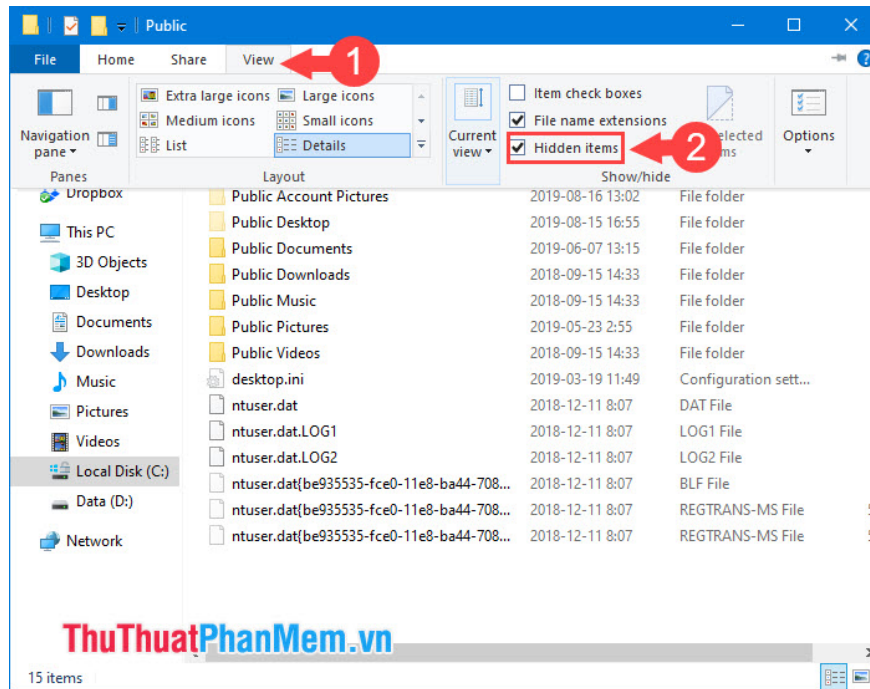 Public
File Home Share View 1
Extra large icons Large icons
Medium icons Small icons
List Details
Navigation pane
Current view
Item check boxes
File name extensions
Hidden items 2
Options
Panes Layout Show/hide
Dropbox
This PC
3D Objects
Desktop
Documents
Downloads
Music
Pictures
Videos
Local Disk (C:)
Data (D:)
Network
Public Account Pictures 2019-08-16 13:02 File folder
Public Desktop 2019-08-15 16:55 File folder
Public Documents 2019-06-07 13:15 File folder
Public Downloads 2018-09-15 14:33 File folder
Public Music 2018-09-15 14:33 File folder
Public Pictures 2019-05-23 2:55 File folder
Public Videos 2018-09-15 14:33 File folder
desktop.ini 2019-03-19 11:49 Configuration sett...
ntuser.dat 2018-12-11 8:07 DAT File
ntuser.dat.LOG1 2018-12-11 8:07 LOG1 File
ntuser.dat.LOG2 2018-12-11 8:07 LOG2 File
ntuser.dat{be935535-fce0-11e8-ba44-708... 2018-12-11 8:07 BLF File
ntuser.dat{be935535-fce0-11e8-ba44-708... 2018-12-11 8:07 REGTRANS-MS File
ntuser.dat{be935535-fce0-11e8-ba44-708... 2018-12-11 8:07 REGTRANS-MS File
ThuThuatPhanMem.vn
15 items